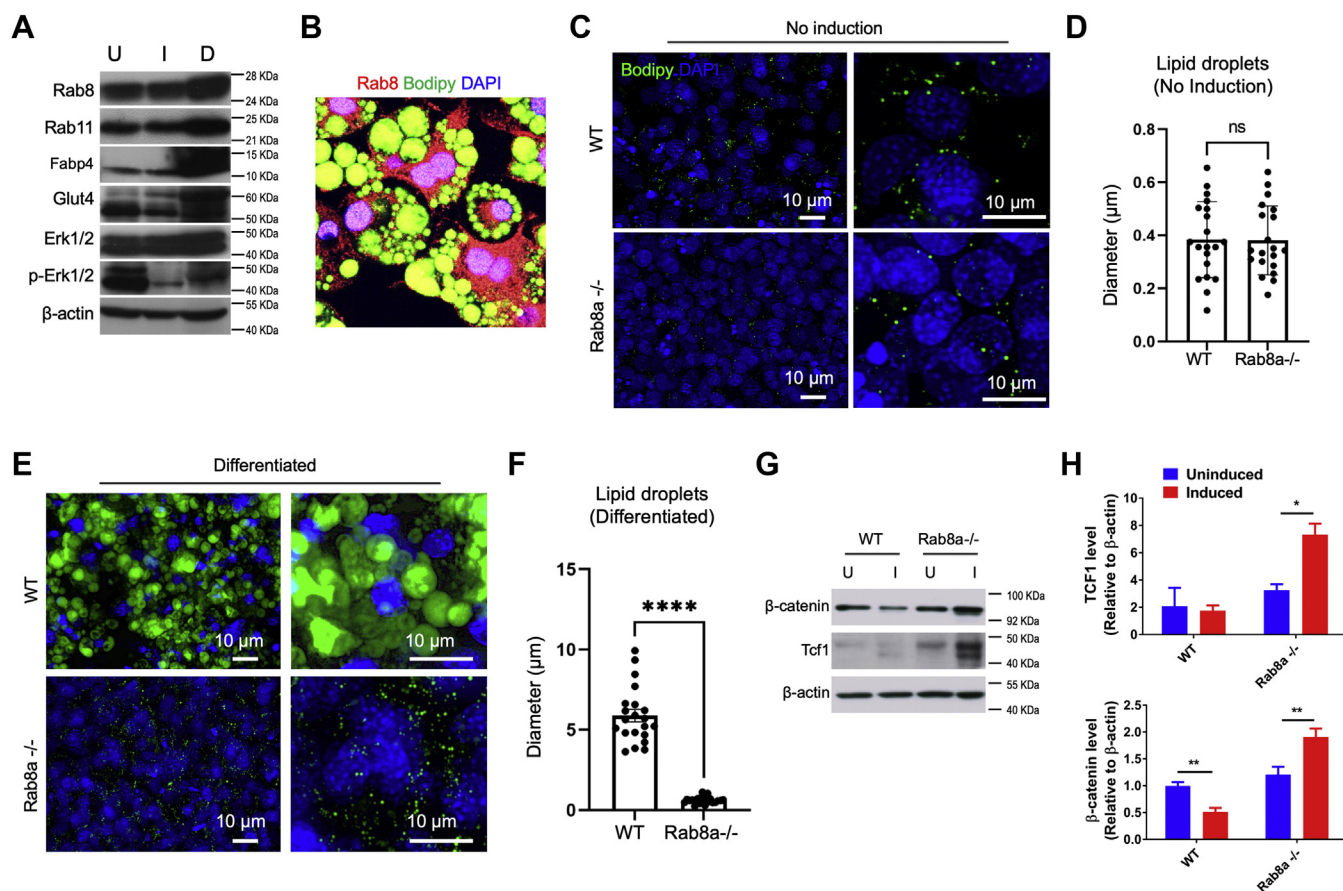 A
U I D
Rab8
28 KDa
24 KDa
Rab11
25 KDa
21 KDa
Fabp4
15 KDa
10 KDa
Glut4
60 KDa
50 KDa
Erk1/2
50 KDa
40 KDa
p-Erk1/2
50 KDa
40 KDa
β-actin
55 KDa
40 KDa
B
Rab8 Bodipy DAPI
C
No induction
Bodipy DAPI
WT
10 µm
10 µm
Rab8a -/-
10 µm
10 µm
D
Lipid droplets
(No Induction)
ns
Diameter (µm)
0.8
0.6
0.4
0.2
0.0
WT
Rab8a-/-
E
Differentiated
WT
10 µm
10 µm
Rab8a -/-
10 µm
10 µm
F
Lipid droplets
(Differentiated)
****
Diameter (µm)
15
10
5
0
WT
Rab8a-/-
G
WT Rab8a-/-
U I U I
β-catenin
100 KDa
92 KDa
Tcf1
50 KDa
40 KDa
β-actin
55 KDa
40 KDa
H
Uninduced
Induced
TCF1 level
(Relative to β-actin)
10
8
6
4
2
0
*
WT
Rab8a -/-
β-catenin level
(Relative to β-actin)
2.5
2.0
1.5
1.0
0.5
0.0
**
**
WT
Rab8a -/-